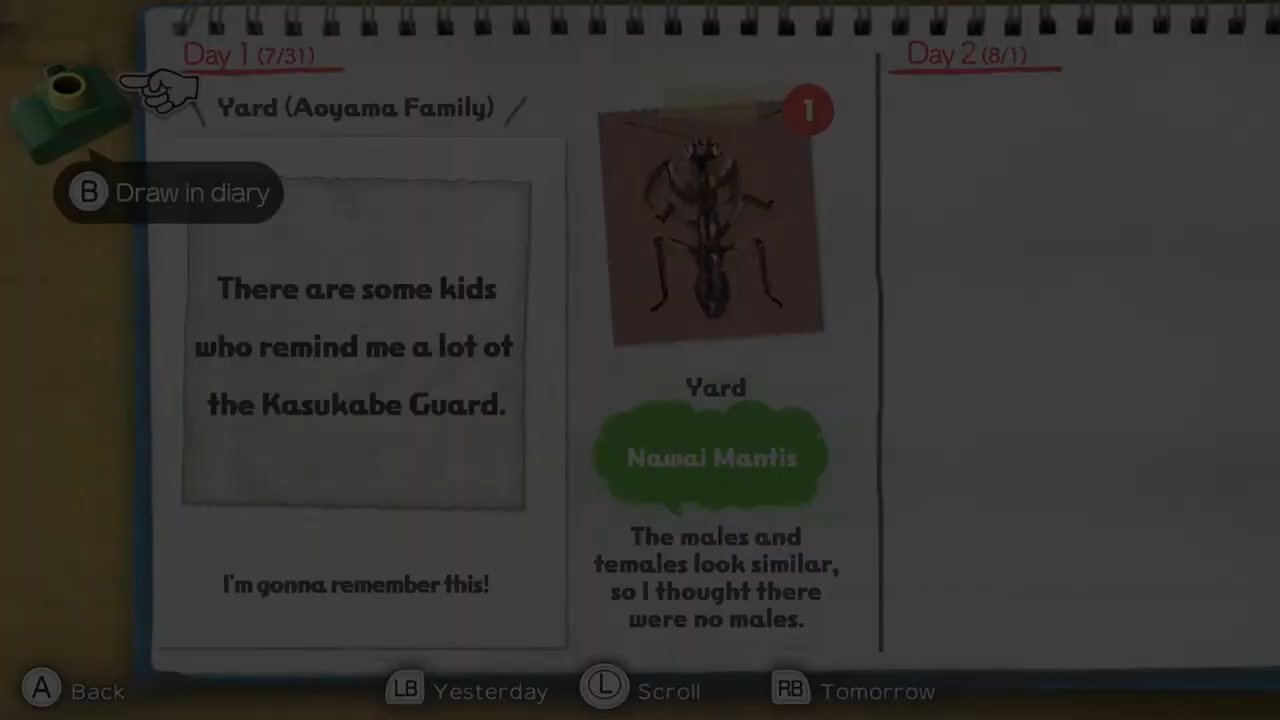 Day 1 (7/31)
Day 2 (8/1)
Yard (Aoyama Family)
1
B Draw in diary
There are some kids
who remind me a lot of
the Kasukabe Guard.
I'm gonna remember this!
Yard
Nawai Mantis
The males and
females look similar,
so I thought there
were no males.
A Back
LB Yesterday
L Scroll
RB Tomorrow